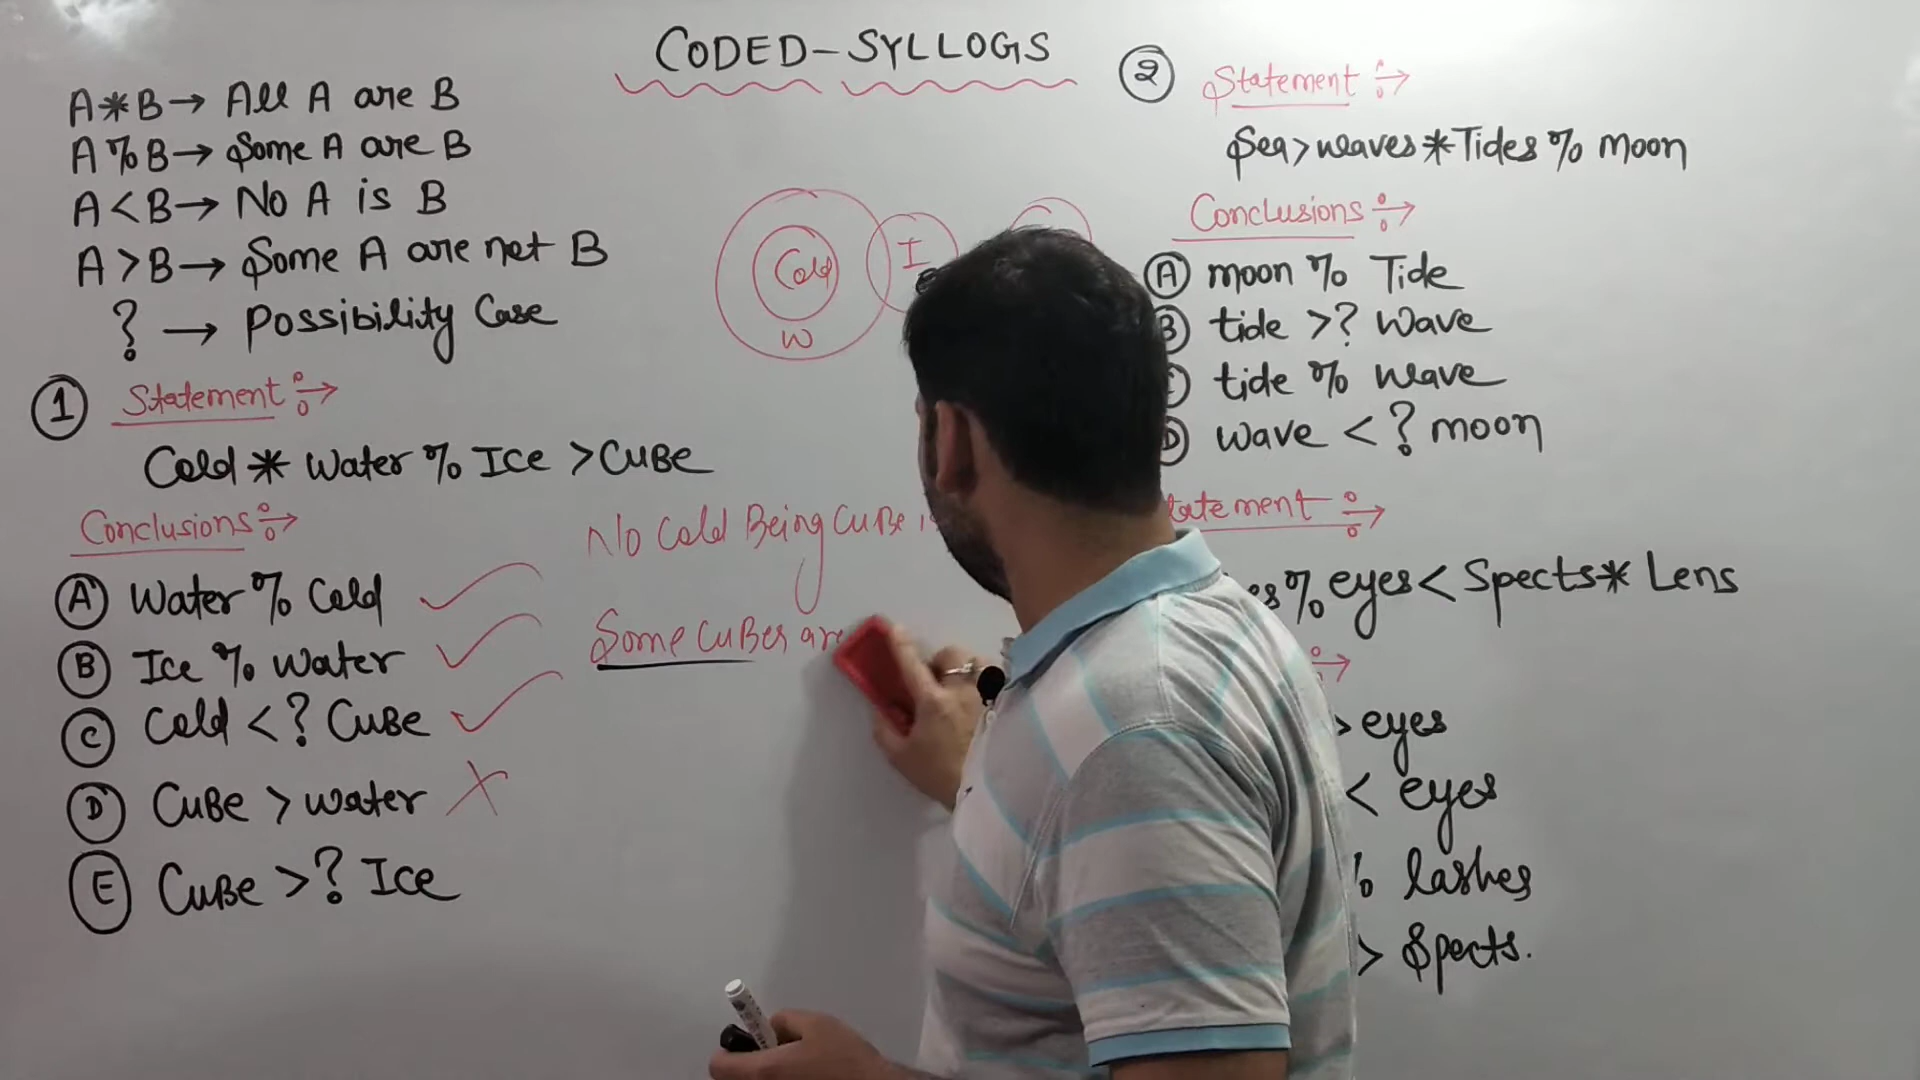 CODED-SYLLOGS
A*B→ All A are B
A%B→ Some A are B
A<B→ No A is B
A>B→ Some A are not B
? → Possibility Case
1 Statement ÷→
Cold * Water % Ice > CuBe
Conclusions ÷→
A Water % Cold
B Ice % Water
C Cold <? CuBe
D CuBe > water
E CuBe >? Ice
Cold
W
I
No Cold Being CuBe
Some CuBes are
2 Statement ÷→
Sea > waves * Tides % moon
Conclusions ÷→
A moon % Tide
B tide >? Wave
tide % wave
D wave <? moon
tatement ÷→
es % eyes < Spects * Lens
> eyes
< eyes
% lashes
> Spects.